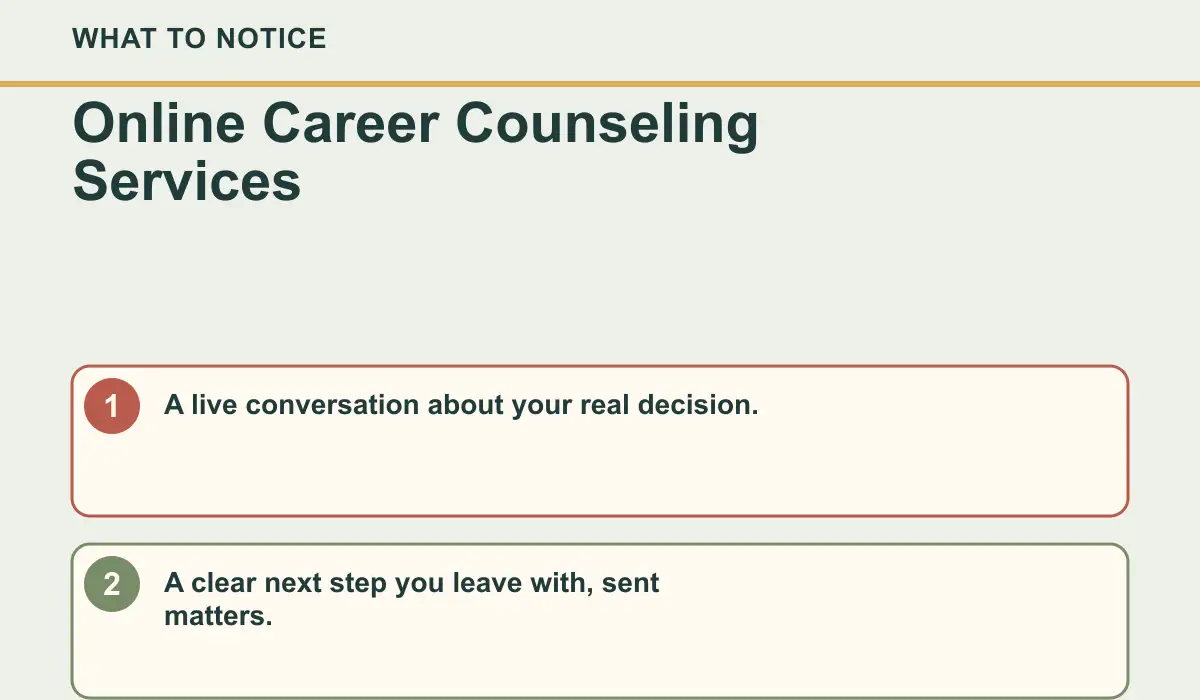 WHAT TO NOTICE
Online Career Counseling
Services
1
A live conversation about your real decision.
2
A clear next step you leave with, sent
matters.